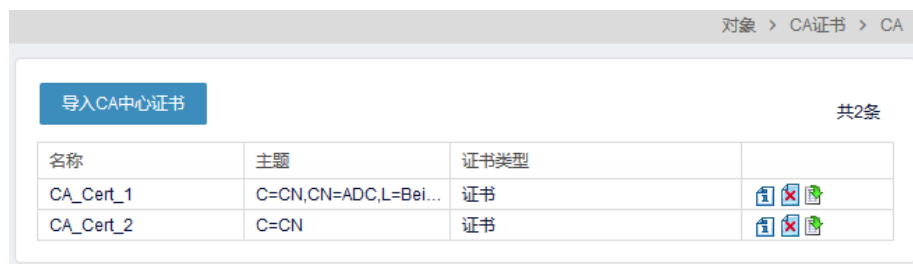 对象 > CA证书 > CA
导入CA中心证书
共2条
名称 主题 证书类型
CA_Cert_1 C=CN,CN=ADC,L=Bei... 证书
CA_Cert_2 C=CN 证书